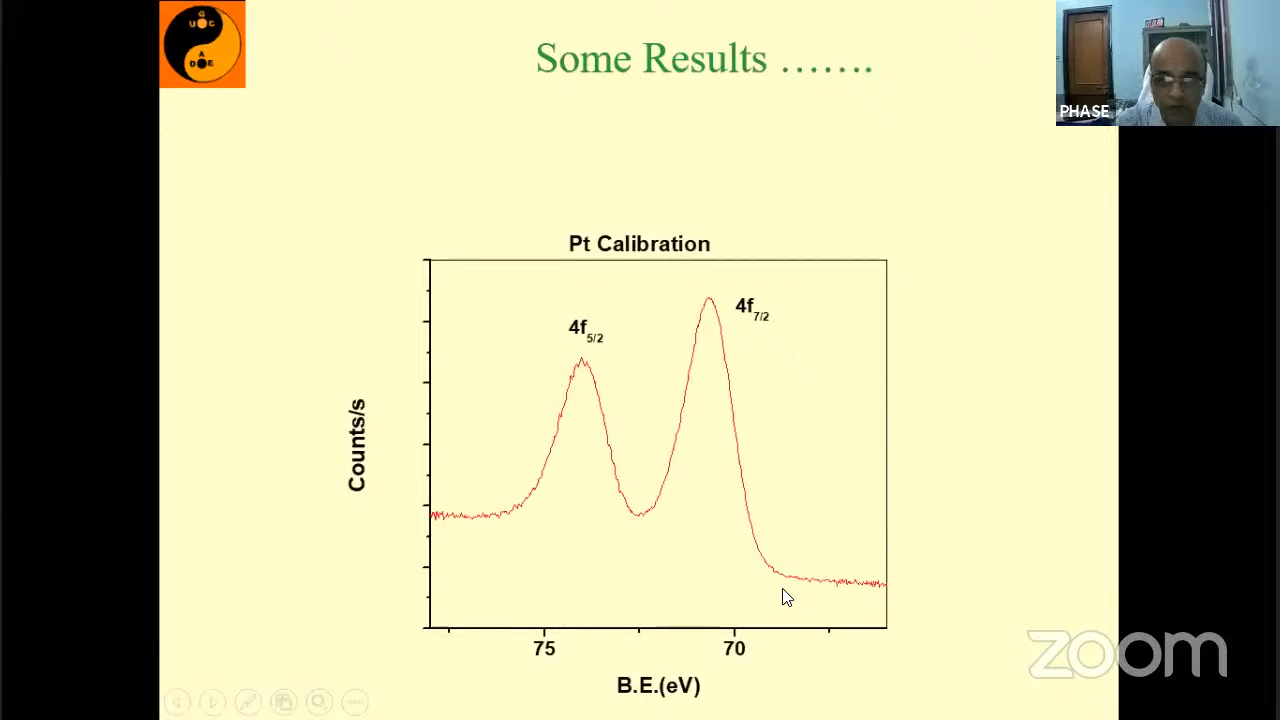 G
U C C
A
D E
Some Results …….
PHASE
Pt Calibration
4f7/2
4f5/2
Counts/s
75
70
B.E.(eV)
zoom